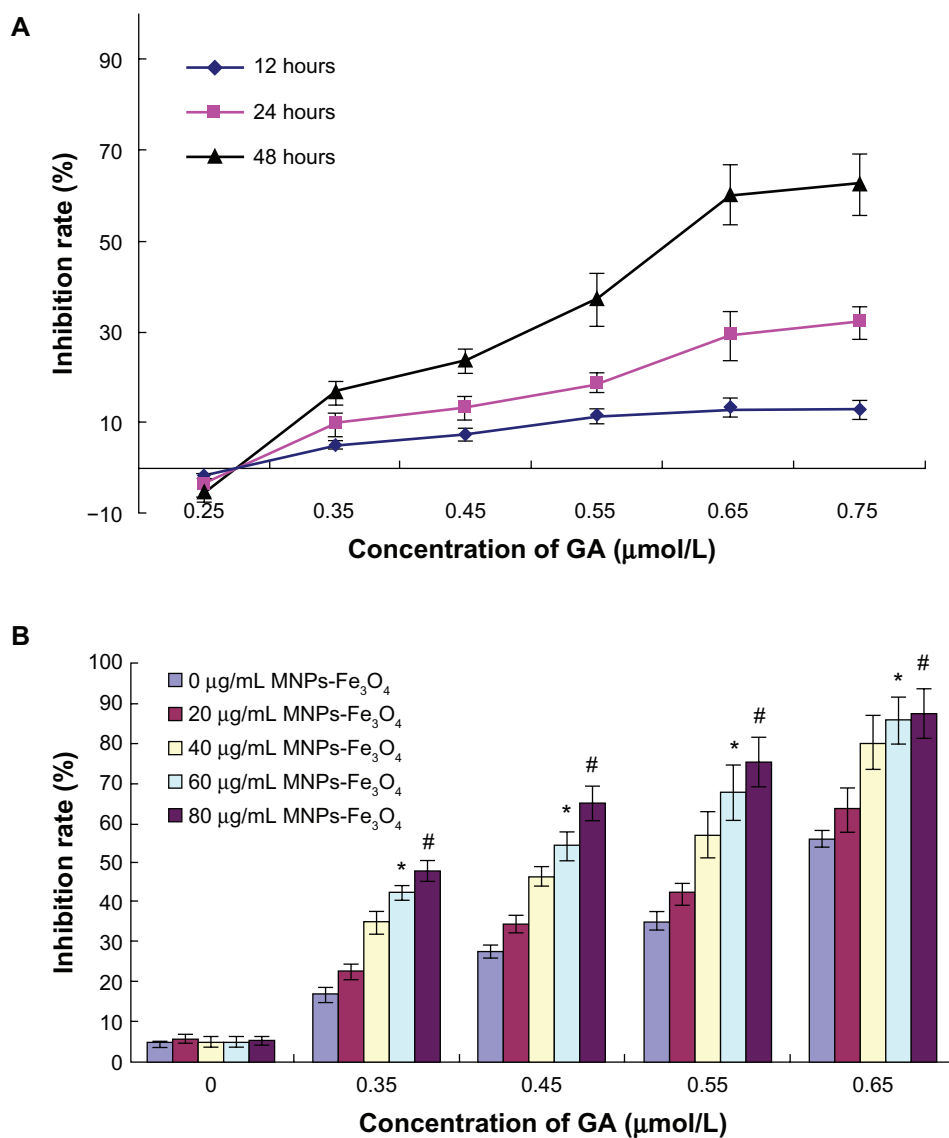 A
90
70
50
30
10
−10
Inhibition rate (%)
12 hours
24 hours
48 hours
0.25 0.35 0.45 0.55 0.65 0.75
Concentration of GA (μmol/L)
B
100
90
80
70
60
50
40
30
20
10
0
Inhibition rate (%)
0 μg/mL MNPs-Fe₃O₄
20 μg/mL MNPs-Fe₃O₄
40 μg/mL MNPs-Fe₃O₄
60 μg/mL MNPs-Fe₃O₄
80 μg/mL MNPs-Fe₃O₄
* #
* #
* #
* #
0 0.35 0.45 0.55 0.65
Concentration of GA (μmol/L)